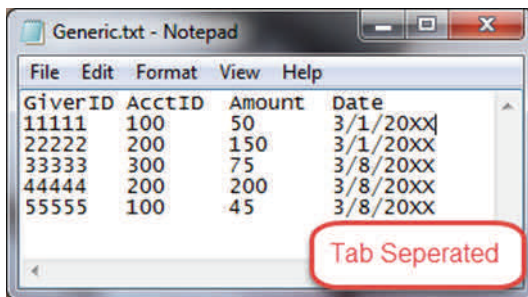 Generic.txt - Notepad
File Edit Format View Help
GiverID AcctID Amount Date
11111 100 50 3/1/20XX
22222 200 150 3/1/20XX
33333 300 75 3/8/20XX
44444 200 200 3/8/20XX
55555 100 45 3/8/20XX
Tab Seperated